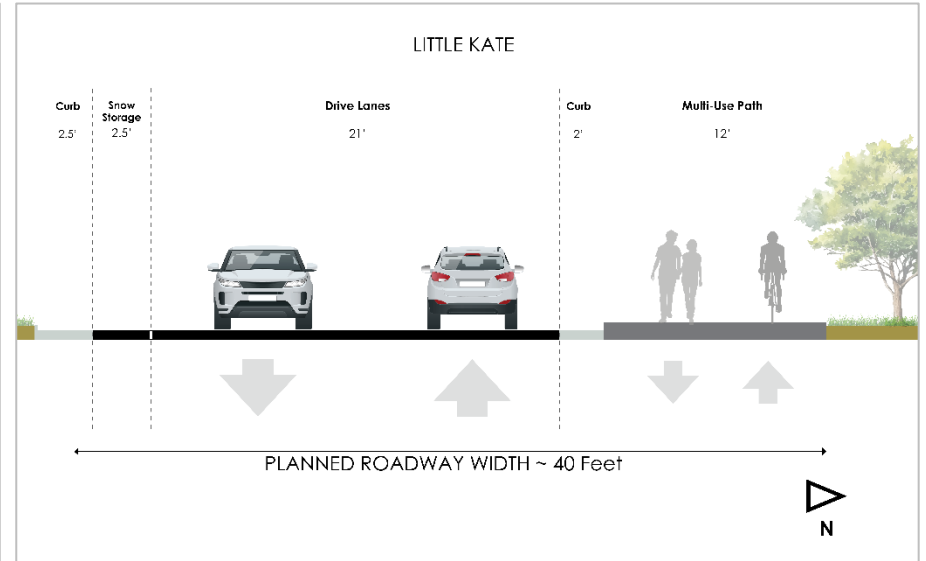 LITTLE KATE
Curb
2.5'
Snow
Storage
2.5'
Drive Lanes
21'
Curb
2'
Multi-Use Path
12'
PLANNED ROADWAY WIDTH ~ 40 Feet
N